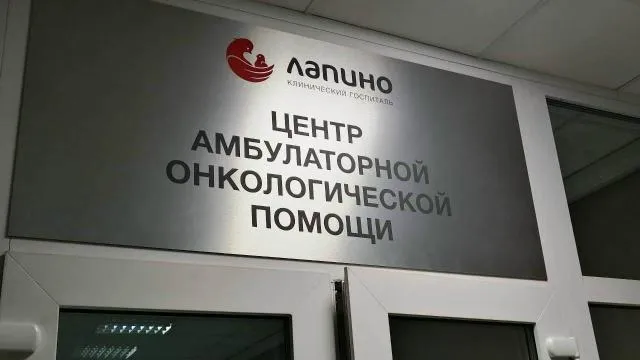 Лапино
КЛИНИЧЕСКИЙ ГОСПИТАЛЬ
ЦЕНТР
АМБУЛАТОРНОЙ
ОНКОЛОГИЧЕСКОЙ
ПОМОЩИ